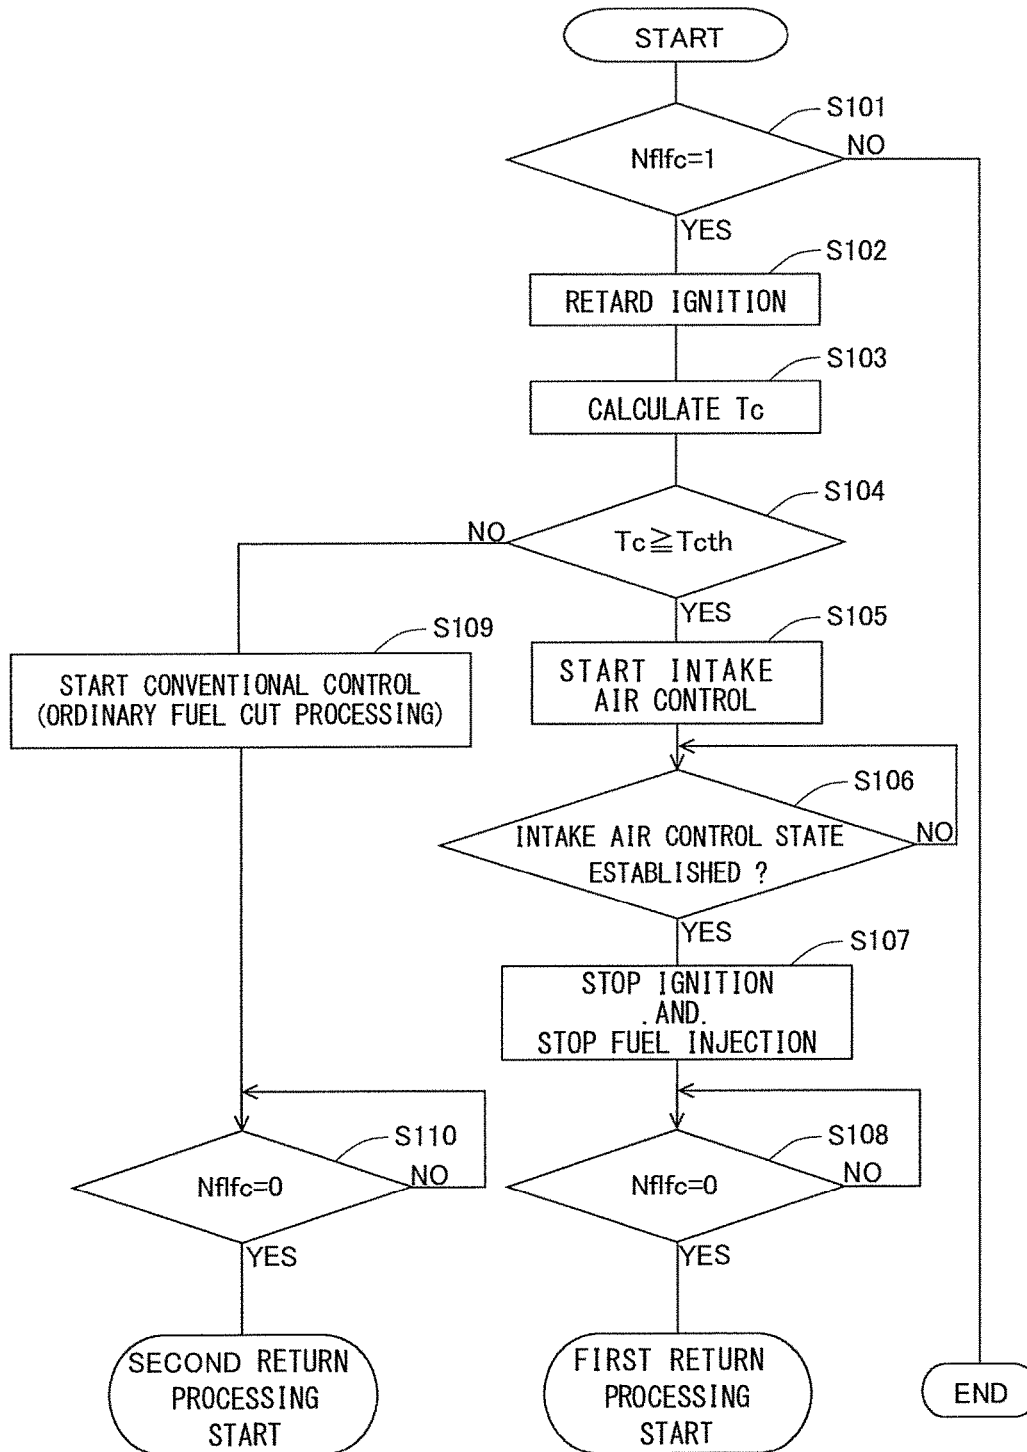 START
S101
Nflfc=1
NO
YES
S102
RETARD IGNITION
S103
CALCULATE Tc
S104
Tc≧Tcth
NO
YES
S105
START INTAKE
AIR CONTROL
S109
START CONVENTIONAL CONTROL
(ORDINARY FUEL CUT PROCESSING)
S106
INTAKE AIR CONTROL STATE
ESTABLISHED ?
NO
YES
S107
STOP IGNITION
.AND.
STOP FUEL INJECTION
S110
Nflfc=0
NO
YES
S108
Nflfc=0
NO
YES
SECOND RETURN
PROCESSING
START
FIRST RETURN
PROCESSING
START
END